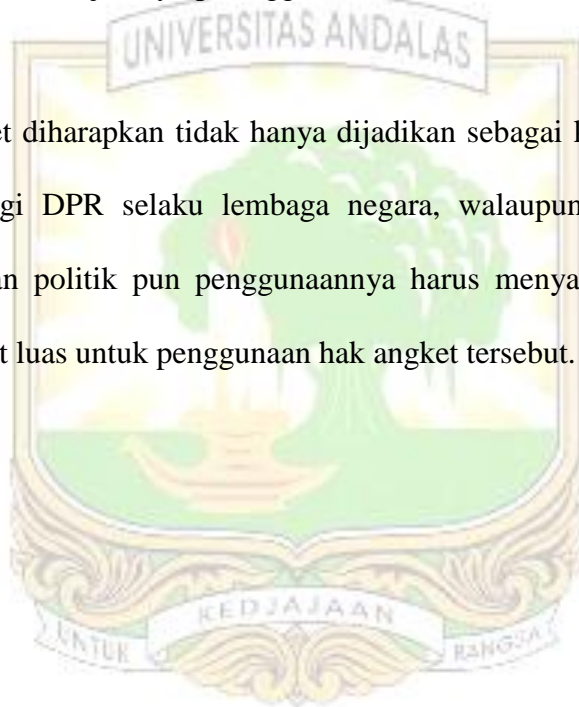 UNIVERSITAS ANDALAS
et diharapkan tidak hanya dijadikan sebagai
gi DPR selaku lembaga negara, walaupun
an politik pun penggunaannya harus menya
t luas untuk penggunaan hak angket tersebut.
UNTUK KEDJAJAAN BANGSA